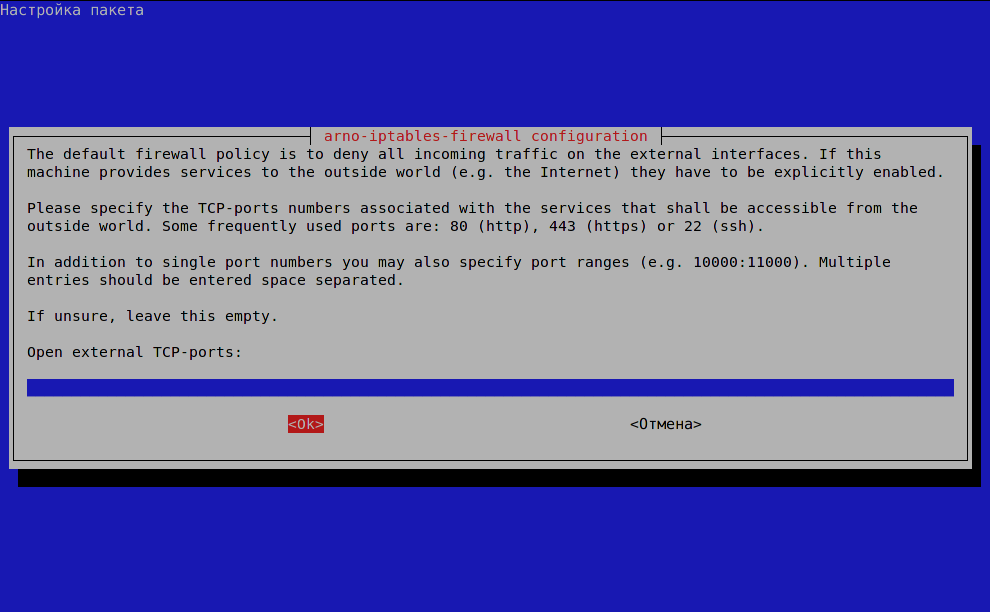 Настройка пакета
arno-iptables-firewall configuration
The default firewall policy is to deny all incoming traffic on the external interfaces. If this
machine provides services to the outside world (e.g. the Internet) they have to be explicitly enabled.
Please specify the TCP-ports numbers associated with the services that shall be accessible from the
outside world. Some frequently used ports are: 80 (http), 443 (https) or 22 (ssh).
In addition to single port numbers you may also specify port ranges (e.g. 10000:11000). Multiple
entries should be entered space separated.
If unsure, leave this empty.
Open external TCP-ports:
<Ok> <Отмена>